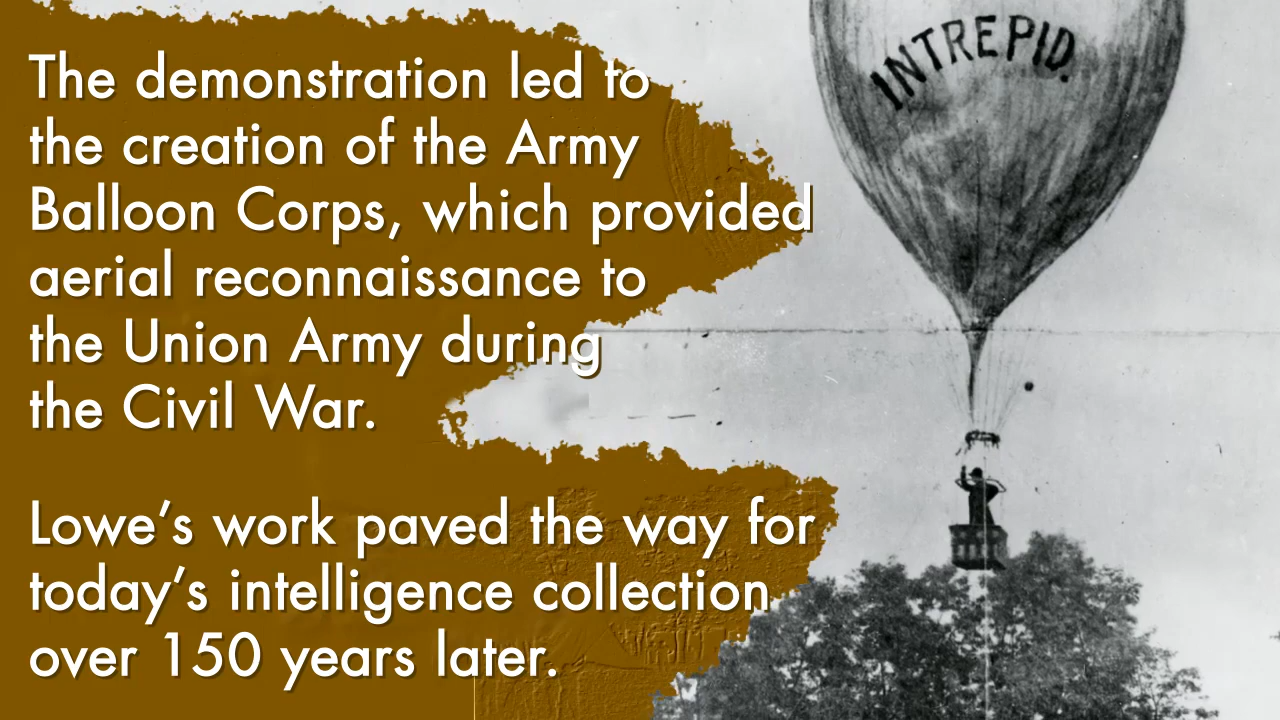 The demonstration led to
the creation of the Army
Balloon Corps, which provided
aerial reconnaissance to
the Union Army during
the Civil War.
Lowe’s work paved the way for
today’s intelligence collection
over 150 years later.
INTREPID.